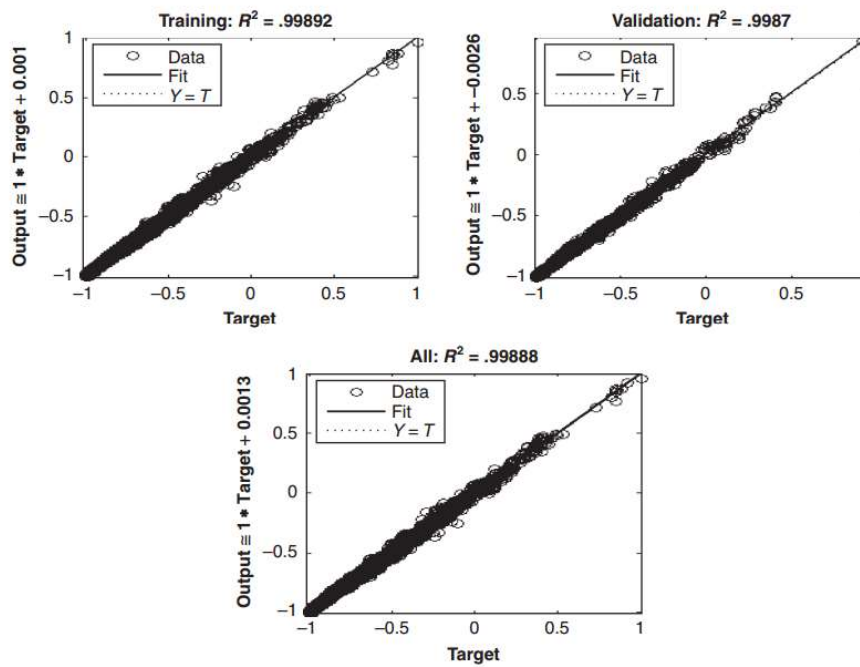 Training: R² = .99892
Output ≅ 1 * Target + 0.001
1
0.5
0
−0.5
−1
Data
Fit
Y = T
−1
−0.5
0
0.5
1
Target
Validation: R² = .9987
Output ≅ 1 * Target + −0.0026
0.5
0
−0.5
−1
Data
Fit
Y = T
−1
−0.5
0
0.5
Target
All: R² = .99888
Output ≅ 1 * Target + 0.0013
1
0.5
0
−0.5
−1
Data
Fit
Y = T
−1
−0.5
0
0.5
1
Target